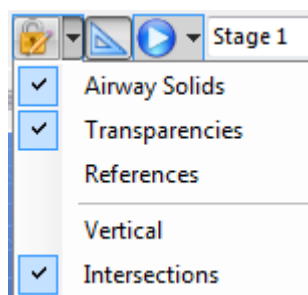 Stage 1
Airway Solids
Transparencies
References
Vertical
Intersections